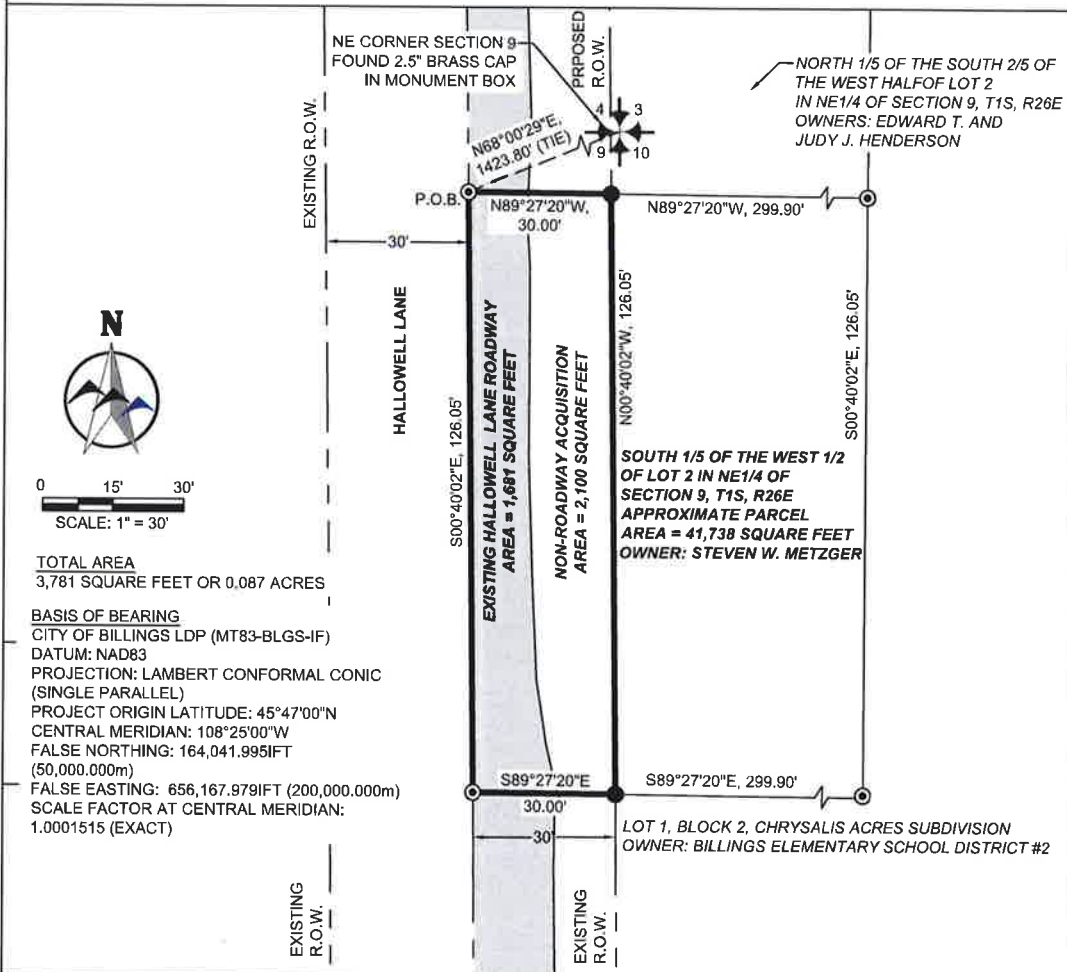 NE CORNER SECTION 9
FOUND 2.5" BRASS CAP
IN MONUMENT BOX
PRPOSED
R.O.W.
NORTH 1/5 OF THE SOUTH 2/5 OF
THE WEST HALFOF LOT 2
IN NE1/4 OF SECTION 9, T1S, R26E
OWNERS: EDWARD T. AND
JUDY J. HENDERSON
4 3
9 10
EXISTING R.O.W.
N68°00'29"E,
1423.80' (TIE)
P.O.B.
N89°27'20"W,
30.00'
N89°27'20"W, 299.90'
30'
HALLOWELL LANE
S00°40'02"E, 126.05'
EXISTING HALLOWELL LANE ROADWAY
AREA = 1,681 SQUARE FEET
NON-ROADWAY ACQUISITION
AREA = 2,100 SQUARE FEET
N00°40'02"W, 126.05'
S00°40'02"E, 126.05'
N
0 15' 30'
SCALE: 1" = 30'
SOUTH 1/5 OF THE WEST 1/2
OF LOT 2 IN NE1/4 OF
SECTION 9, T1S, R26E
APPROXIMATE PARCEL
AREA = 41,738 SQUARE FEET
OWNER: STEVEN W. METZGER
TOTAL AREA
3,781 SQUARE FEET OR 0.087 ACRES
BASIS OF BEARING
CITY OF BILLINGS LDP (MT83-BLGS-IF)
DATUM: NAD83
PROJECTION: LAMBERT CONFORMAL CONIC
(SINGLE PARALLEL)
PROJECT ORIGIN LATITUDE: 45°47'00"N
CENTRAL MERIDIAN: 108°25'00"W
FALSE NORTHING: 164,041.995IFT
(50,000.000m)
FALSE EASTING: 656,167.979IFT (200,000.000m)
SCALE FACTOR AT CENTRAL MERIDIAN:
1.0001515 (EXACT)
S89°27'20"E
30.00'
S89°27'20"E, 299.90'
30'
LOT 1, BLOCK 2, CHRYSALIS ACRES SUBDIVISION
OWNER: BILLINGS ELEMENTARY SCHOOL DISTRICT #2
EXISTING
R.O.W.
EXISTING
R.O.W.